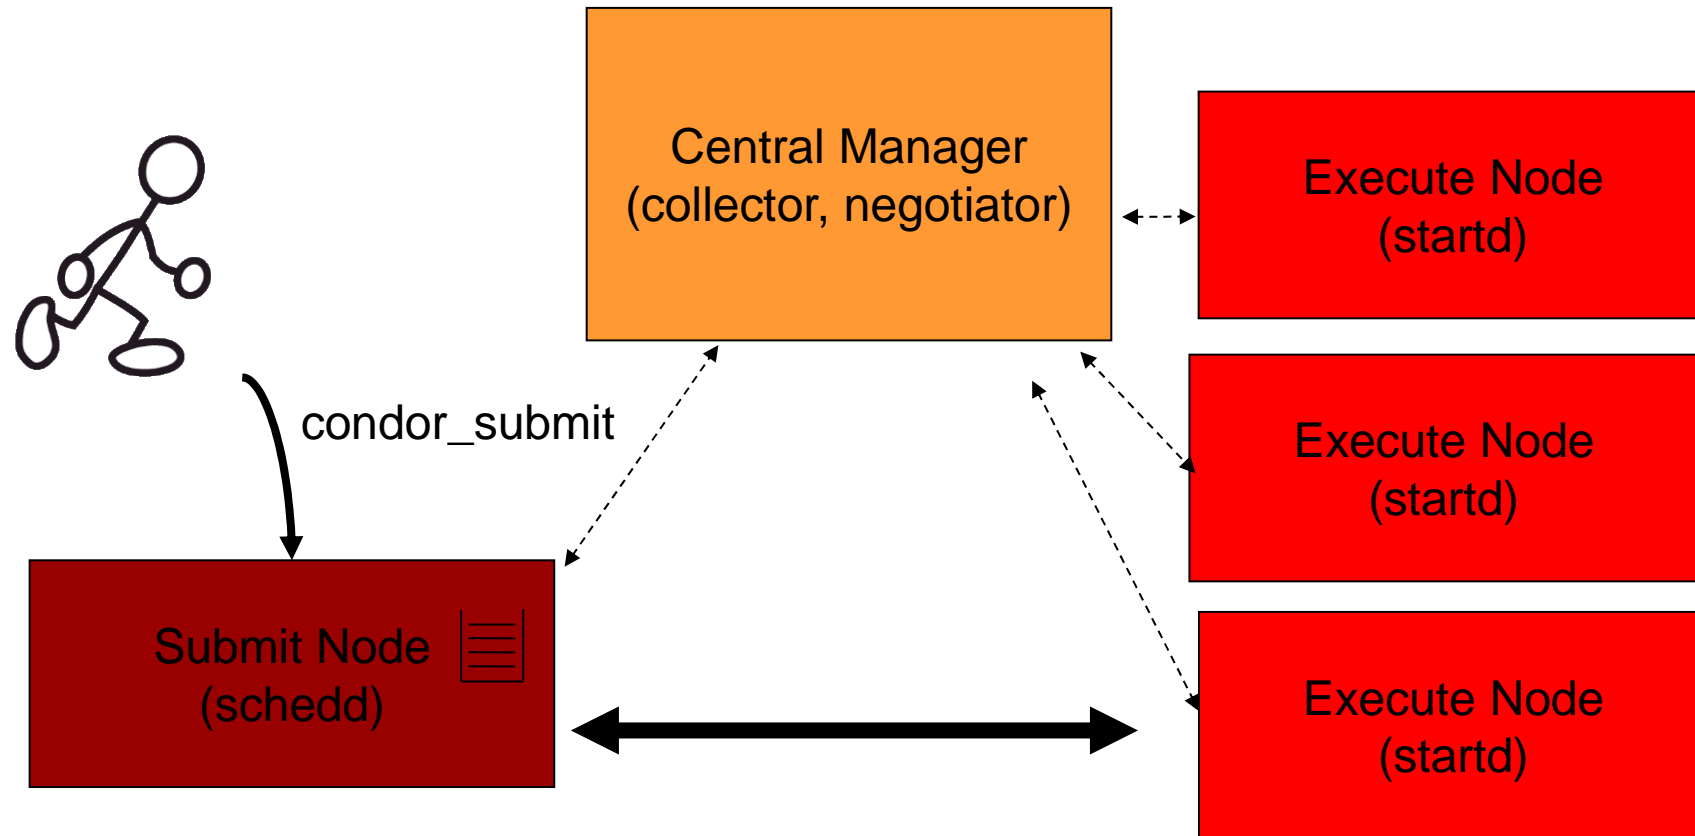 Central Manager
(collector, negotiator)
Execute Node
(startd)
condor_submit
Execute Node
(startd)
Submit Node
(schedd)
Execute Node
(startd)